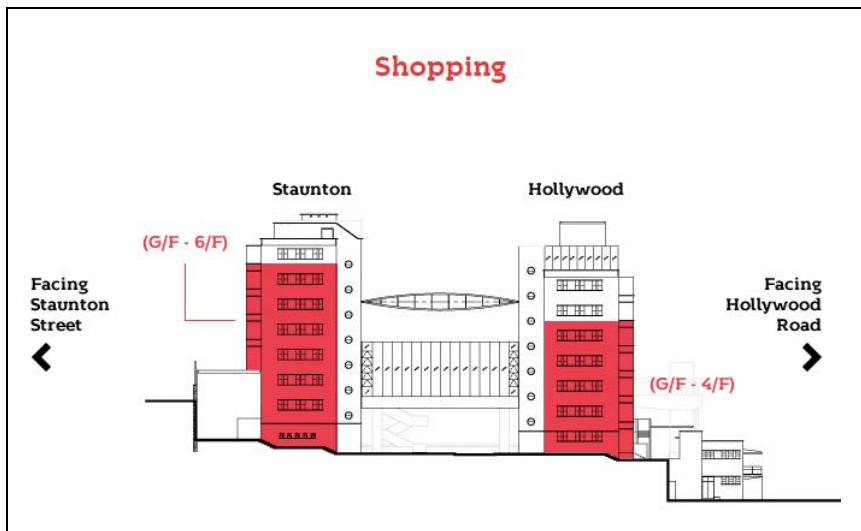 Shopping
Staunton
Hollywood
(G/F - 6/F)
Facing
Staunton
Street
Facing
Hollywood
Road
(G/F - 4/F)